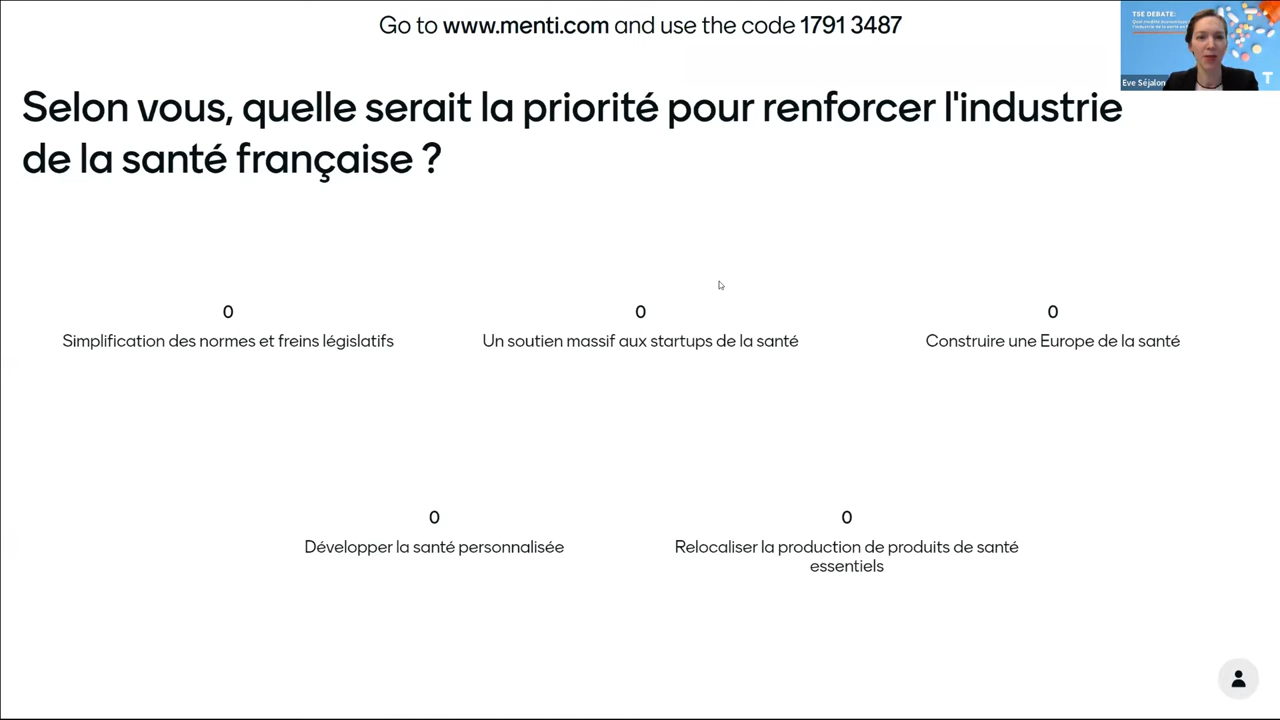 Go to www.menti.com and use the code 1791 3487
TSE DEBATE:
Eve Séjalon
T
Selon vous, quelle serait la priorité pour renforcer l'industrie
de la santé française ?
0
Simplification des normes et freins législatifs
0
Un soutien massif aux startups de la santé
0
Construire une Europe de la santé
0
Développer la santé personnalisée
0
Relocaliser la production de produits de santé
essentiels